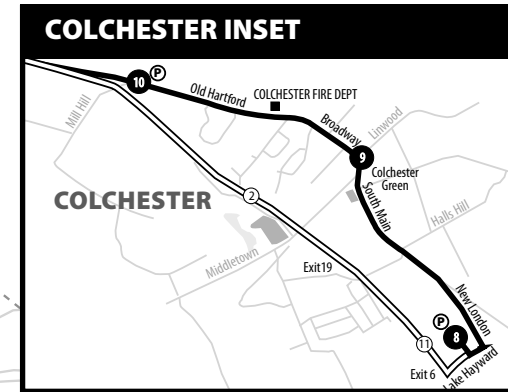 COLCHESTER INSET
10
P
Old Hartford
COLCHESTER FIRE DEPT
Mill Hill
Broadway
Linwood
9
Colchester
Green
COLCHESTER
2
South Main
Halls Hill
Middletown
Exit19
New London
P
8
11
Exit 6
Lake Hayward